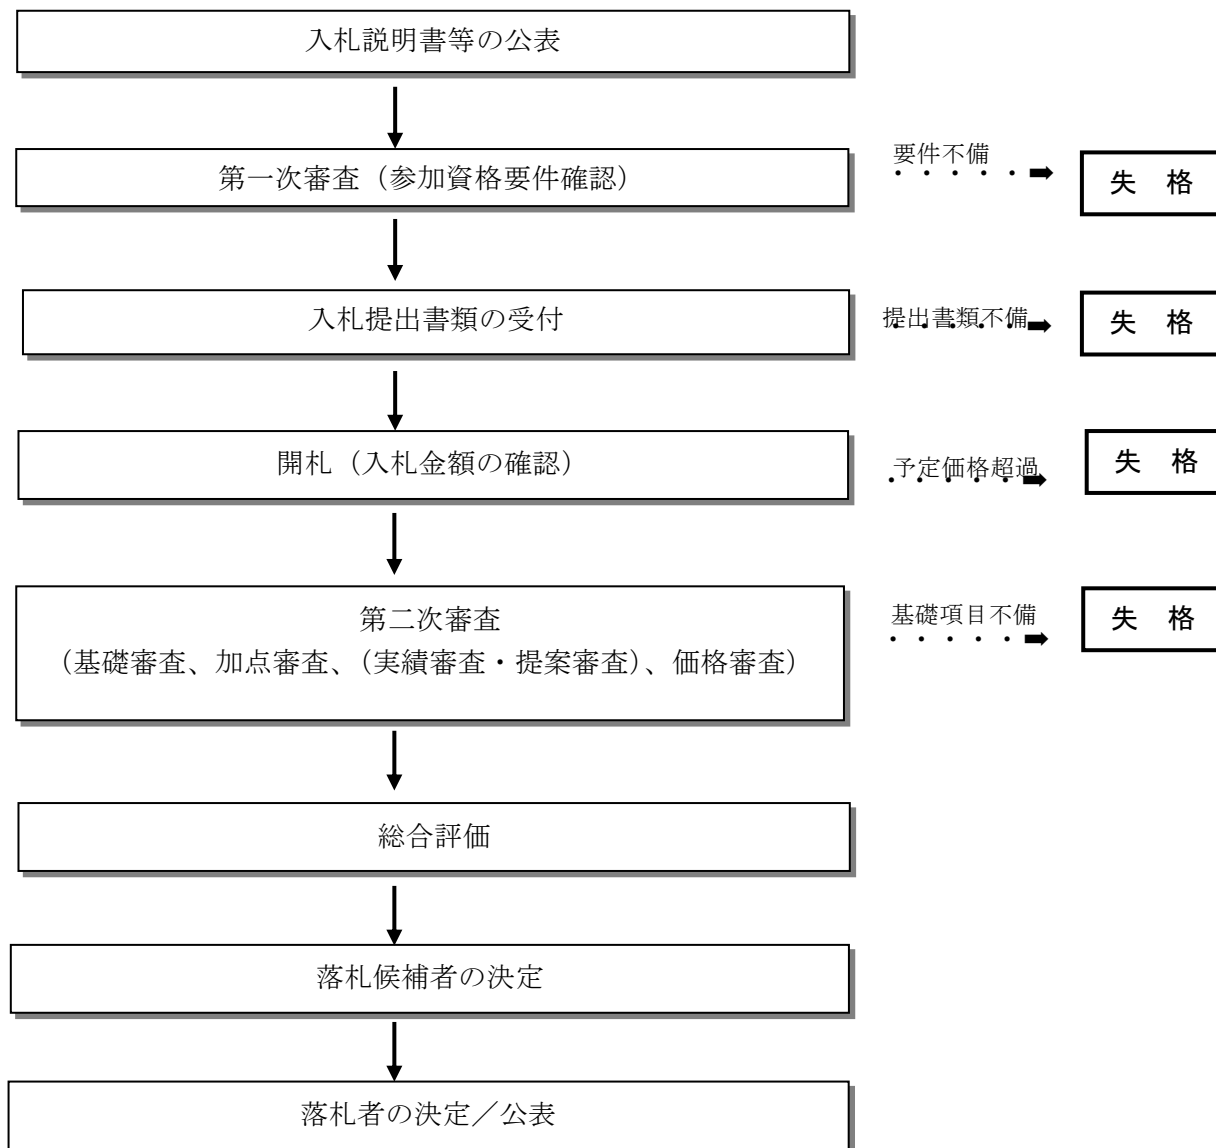 入札説明書等の公表
第一次審査（参加資格要件確認）
要件不備
失　格
入札提出書類の受付
提出書類不備
失　格
開札（入札金額の確認）
予定価格超過
失　格
第二次審査
（基礎審査、加点審査、（実績審査・提案審査）、価格審査）
基礎項目不備
失　格
総合評価
落札候補者の決定
落札者の決定／公表